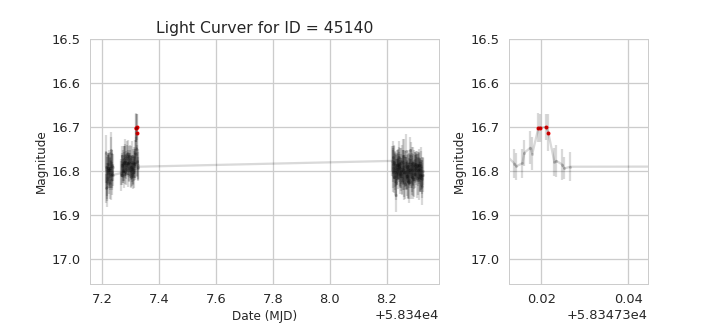 Light Curver for ID = 45140
16.5
16.6
16.7
16.8
16.9
17.0
Magnitude
7.2 7.4 7.6 7.8 8.0 8.2
Date (MJD)
+5.834e4
16.5
16.6
16.7
16.8
16.9
17.0
Magnitude
0.02 0.04
+5.83473e4